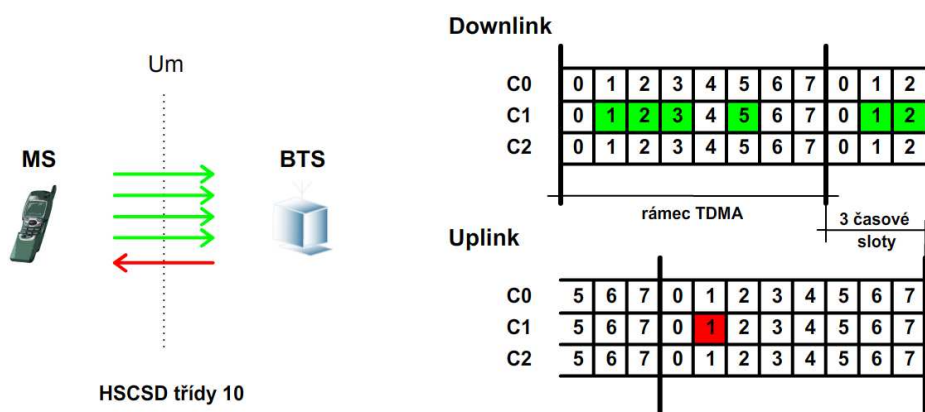 Um
MS
BTS
HSCSD třídy 10
Downlink
C0 0 1 2 3 4 5 6 7 0 1 2
C1 0 1 2 3 4 5 6 7 0 1 2
C2 0 1 2 3 4 5 6 7 0 1 2
rámec TDMA
3 časové
sloty
Uplink
C0 5 6 7 0 1 2 3 4 5 6 7
C1 5 6 7 0 1 2 3 4 5 6 7
C2 5 6 7 0 1 2 3 4 5 6 7